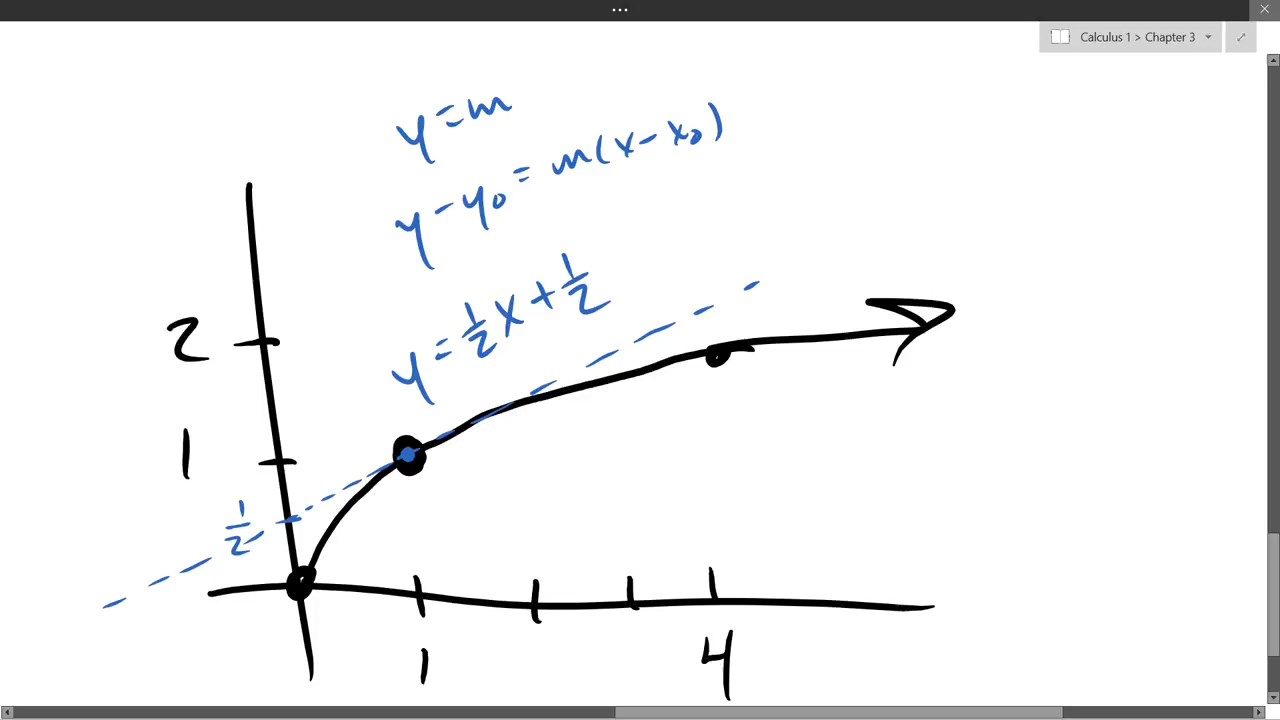 ...
Calculus 1 > Chapter 3
y = m
y - y₀ = m(x - x₀)
y = ½x + ½
2
1
½
1
4